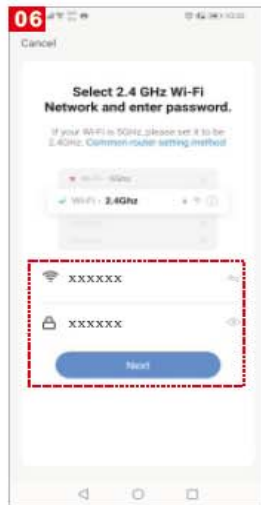 06
Cancel
Select 2.4 GHz Wi-Fi
Network and enter password.
If your Wi-Fi is 5GHz, please set it to be
2.4GHz. Common router setting method
Wi-Fi - 5Ghz
Wi-Fi - 2.4Ghz
xxxxxx
xxxxxx
Next